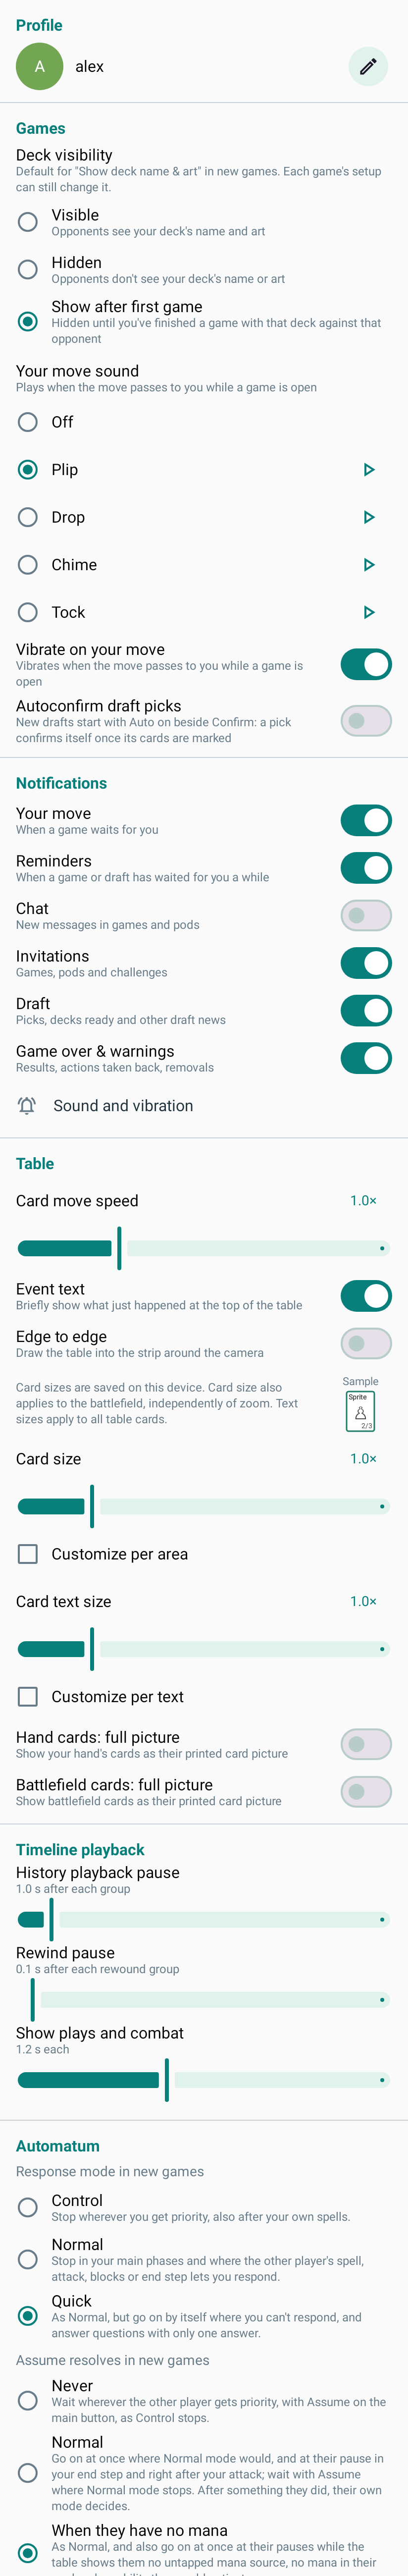 Profile
A
alex
Games
Deck visibility
Default for "Show deck name & art" in new games. Each game's setup
can still change it.
Visible
Opponents see your deck's name and art
Hidden
Opponents don't see your deck's name or art
Show after first game
Hidden until you've finished a game with that deck against that
opponent
Your move sound
Plays when the move passes to you while a game is open
Off
Plip
Drop
Chime
Tock
Vibrate on your move
Vibrates when the move passes to you while a game is
open
Autoconfirm draft picks
New drafts start with Auto on beside Confirm: a pick
confirms itself once its cards are marked
Notifications
Your move
When a game waits for you
Reminders
When a game or draft has waited for you a while
Chat
New messages in games and pods
Invitations
Games, pods and challenges
Draft
Picks, decks ready and other draft news
Game over & warnings
Results, actions taken back, removals
Sound and vibration
Table
Card move speed 1.0×
Event text
Briefly show what just happened at the top of the table
Edge to edge
Draw the table into the strip around the camera
Sample
Card sizes are saved on this device. Card size also
applies to the battlefield, independently of zoom. Text
sizes apply to all table cards.
Sprite
2/3
Card size 1.0×
Customize per area
Card text size 1.0×
Customize per text
Hand cards: full picture
Show your hand's cards as their printed card picture
Battlefield cards: full picture
Show battlefield cards as their printed card picture
Timeline playback
History playback pause
1.0 s after each group
Rewind pause
0.1 s after each rewound group
Show plays and combat
1.2 s each
Automatum
Response mode in new games
Control
Stop wherever you get priority, also after your own spells.
Normal
Stop in your main phases and where the other player's spell,
attack, blocks or end step lets you respond.
Quick
As Normal, but go on by itself where you can't respond, and
answer questions with only one answer.
Assume resolves in new games
Never
Wait wherever the other player gets priority, with Assume on the
main button, as Control stops.
Normal
Go on at once where Normal mode would, and at their pause in
your end step and right after your attack; wait with Assume
where Normal mode stops. After something they did, their own
mode decides.
When they have no mana
As Normal, and also go on at once at their pauses while the
table shows them no untapped mana source, no mana in their